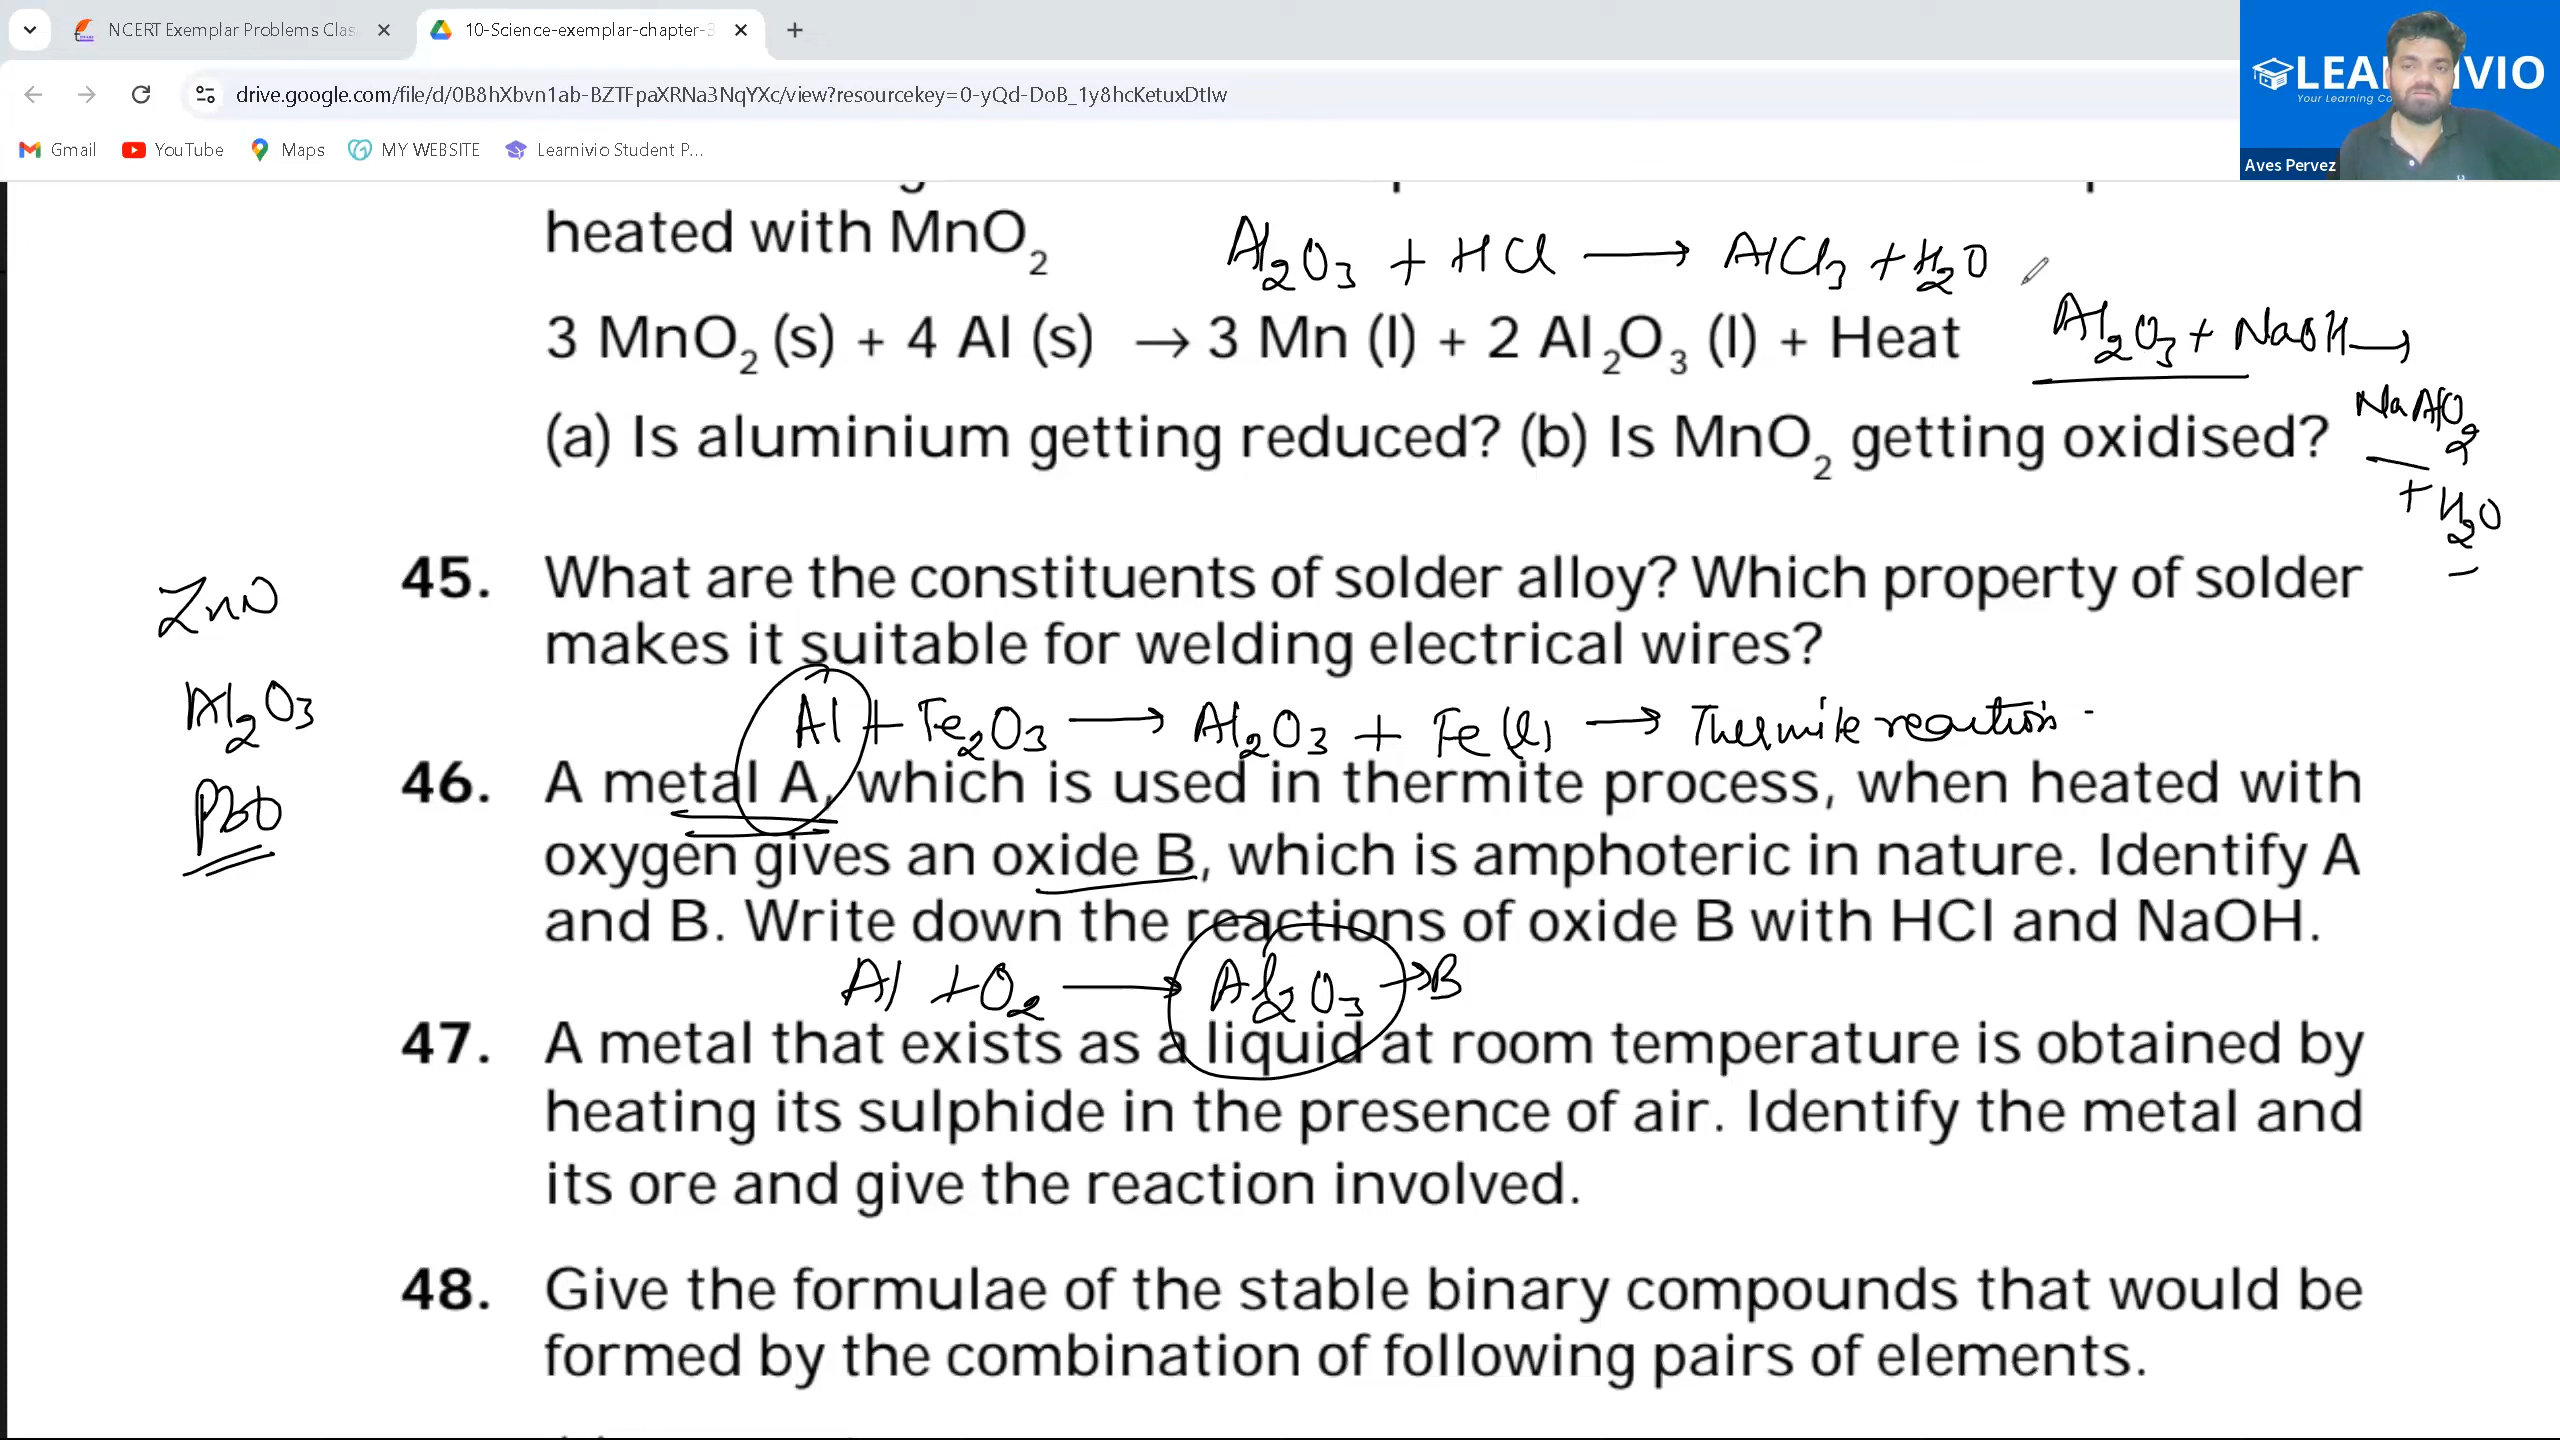 NCERT Exemplar Problems Clas
10-Science-exemplar-chapter-3
drive.google.com/file/d/0B8hXbvn1ab-BZTFpaXRNa3NqYXc/view?resourcekey=0-yQd-DoB_1y8hcKetuxDtIw
Gmail YouTube Maps MY WEBSITE Learnivio Student P...
Aves Pervez
heated with MnO₂
Al₂O₃ + HCl → AlCl₃ + H₂O
3 MnO₂ (s) + 4 Al (s) → 3 Mn (l) + 2 Al₂O₃ (l) + Heat
Al₂O₃ + NaOH →
NaAlO₂
+ H₂O
(a) Is aluminium getting reduced? (b) Is MnO₂ getting oxidised?
45. What are the constituents of solder alloy? Which property of solder
makes it suitable for welding electrical wires?
ZnO
Al₂O₃
PbO
Al + Fe₂O₃ → Al₂O₃ + Fe(l) → Thermite reaction
46. A metal A, which is used in thermite process, when heated with
oxygen gives an oxide B, which is amphoteric in nature. Identify A
and B. Write down the reactions of oxide B with HCl and NaOH.
Al + O₂ → Al₂O₃ → B
47. A metal that exists as a liquid at room temperature is obtained by
heating its sulphide in the presence of air. Identify the metal and
its ore and give the reaction involved.
48. Give the formulae of the stable binary compounds that would be
formed by the combination of following pairs of elements.